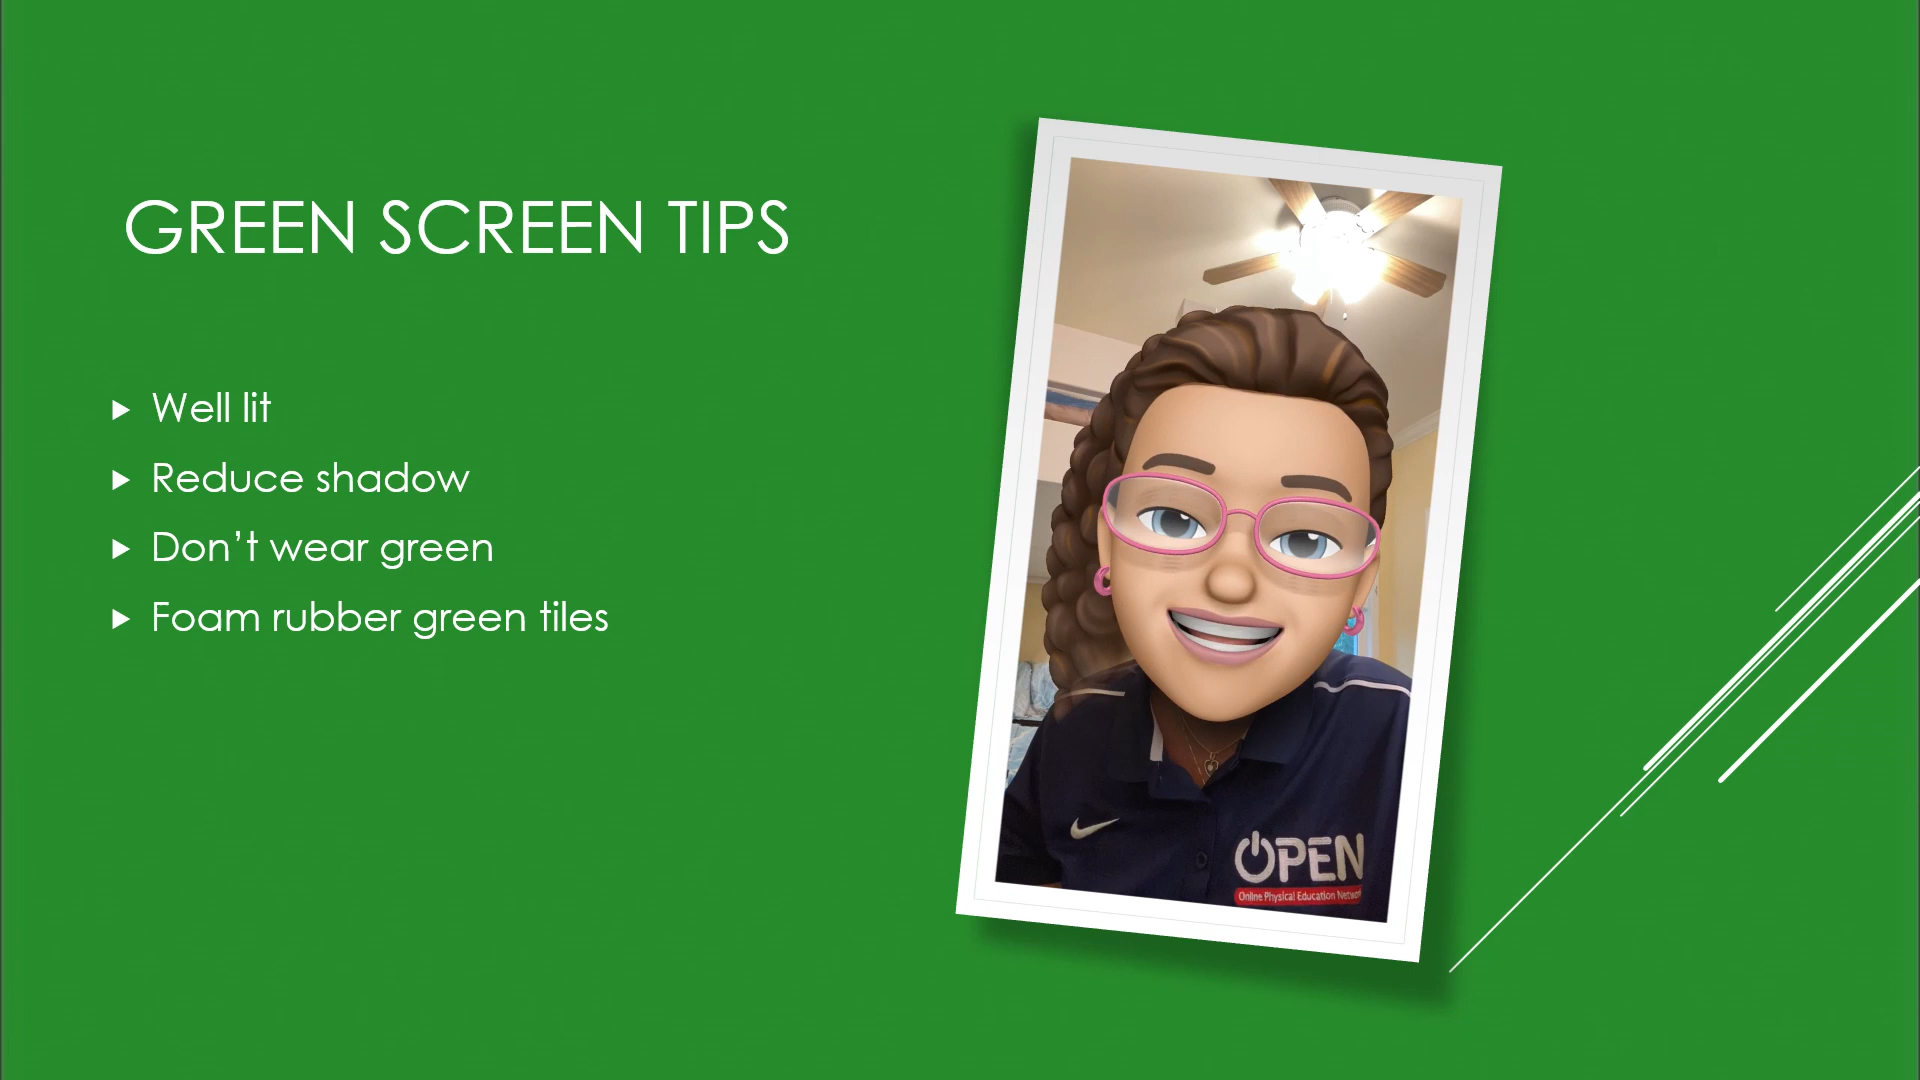 GREEN SCREEN TIPS
Well lit
Reduce shadow
Don’t wear green
Foam rubber green tiles
OPEN
Online Physical Education Network